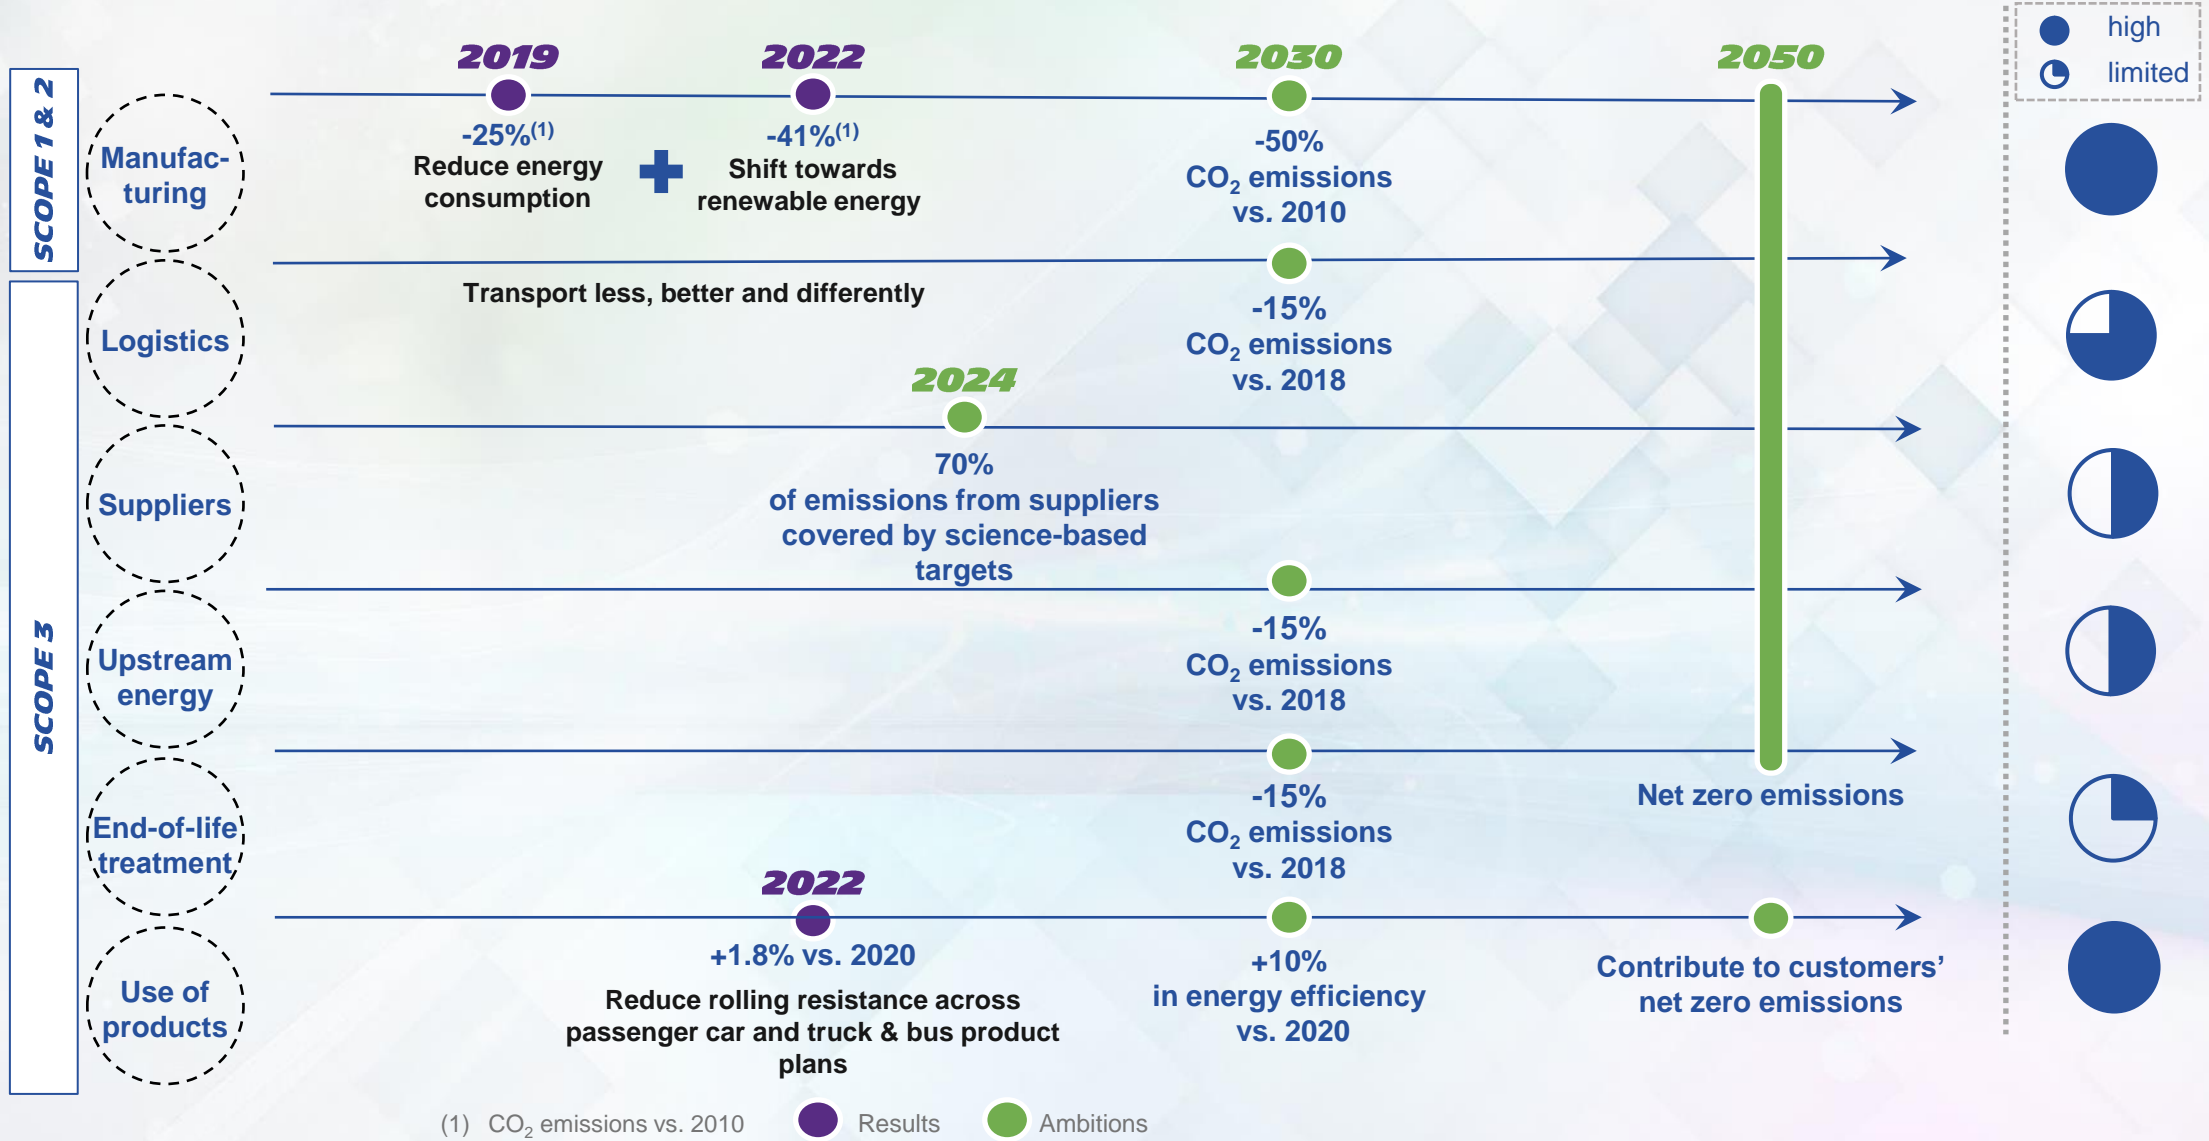 high
limited
2019
2022
2030
2050
SCOPE 1 & 2
Manufac-
turing
-25%(1)
Reduce energy
consumption
-41%(1)
Shift towards
renewable energy
-50%
CO2 emissions
vs. 2010
SCOPE 3
Logistics
Transport less, better and differently
-15%
CO2 emissions
vs. 2018
Suppliers
2024
70%
of emissions from suppliers
covered by science-based
targets
Upstream
energy
-15%
CO2 emissions
vs. 2018
End-of-life
treatment
-15%
CO2 emissions
vs. 2018
Net zero emissions
Use of
products
2022
+1.8% vs. 2020
Reduce rolling resistance across
passenger car and truck & bus product
plans
+10%
in energy efficiency
vs. 2020
Contribute to customers’
net zero emissions
(1) CO2 emissions vs. 2010
Results
Ambitions